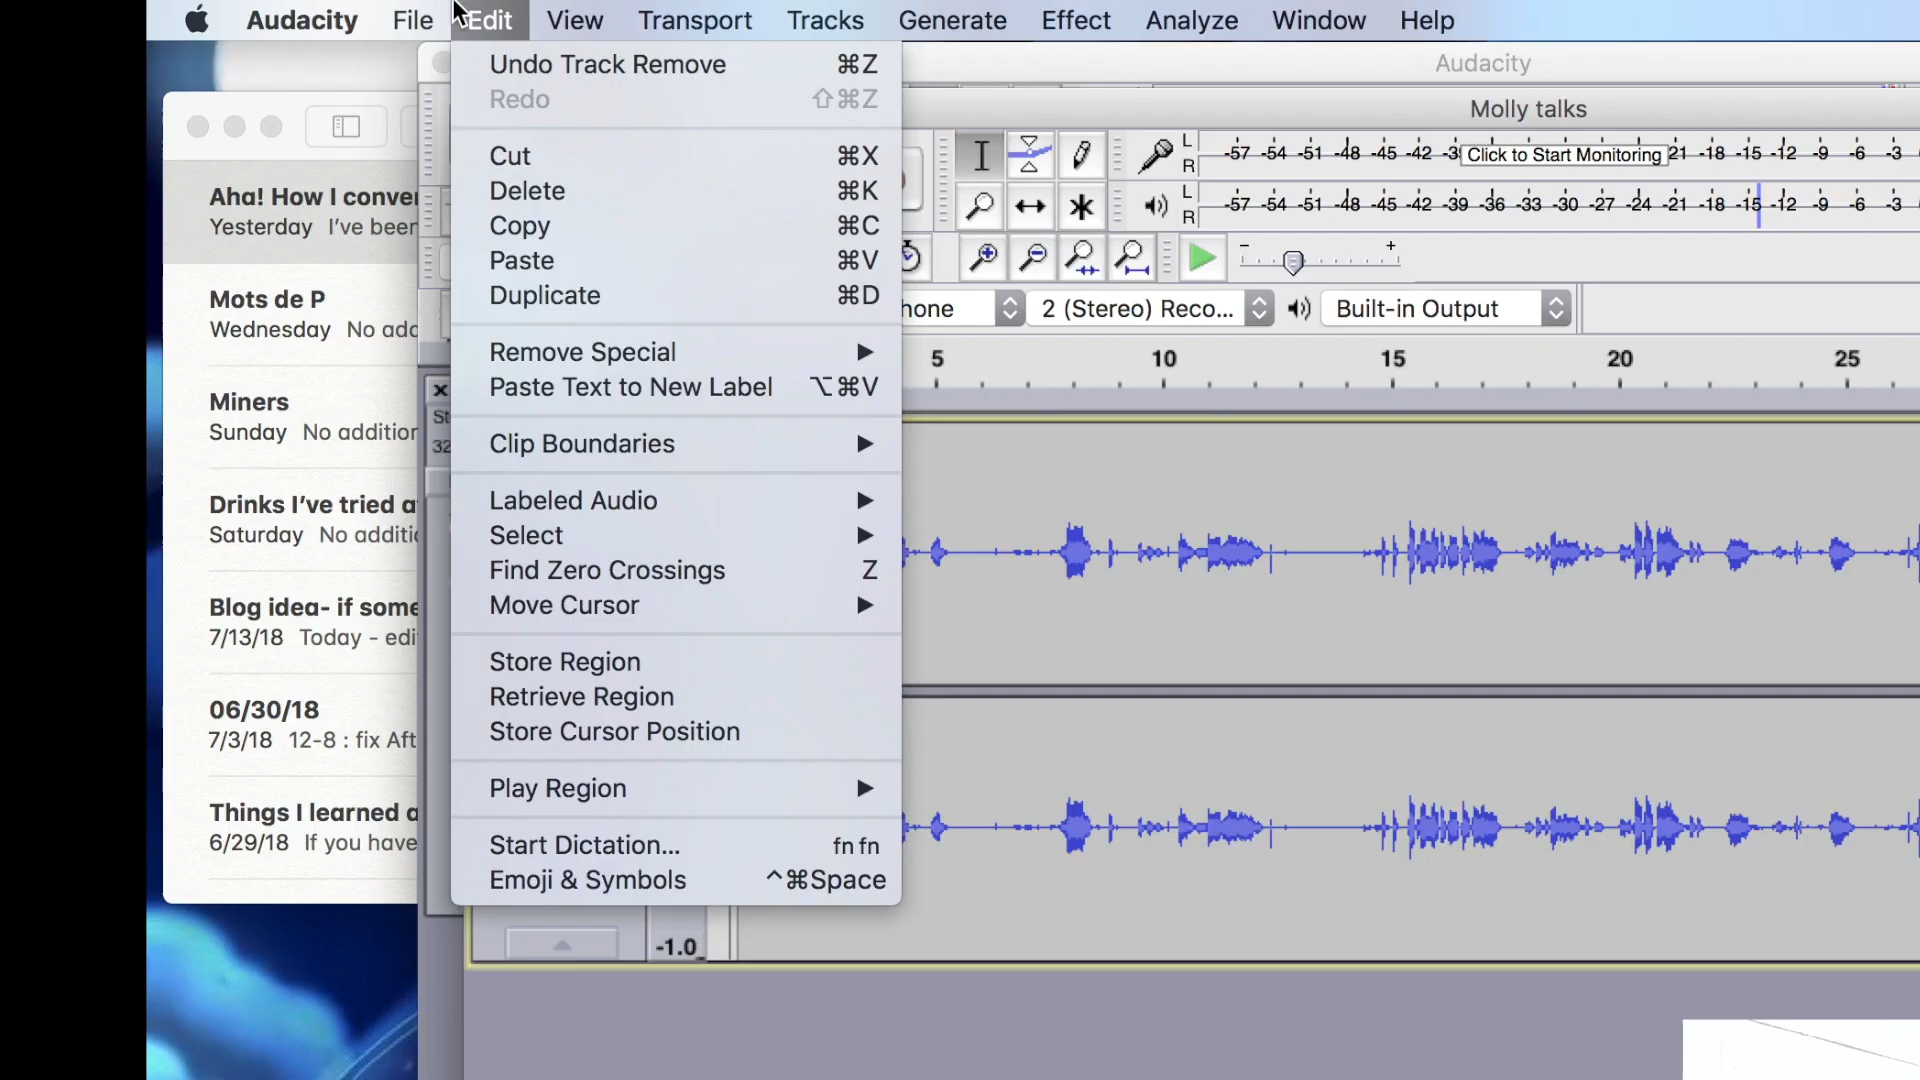 Audacity File Edit View Transport Tracks Generate Effect Analyze Window Help
Undo Track Remove ⌘Z
Redo ⇧⌘Z
Cut ⌘X
Delete ⌘K
Copy ⌘C
Paste ⌘V
Duplicate ⌘D
Remove Special
Paste Text to New Label ⌥⌘V
Clip Boundaries
Labeled Audio
Select
Find Zero Crossings Z
Move Cursor
Store Region
Retrieve Region
Store Cursor Position
Play Region
Start Dictation... fn fn
Emoji & Symbols ^⌘Space
Aha! How I conve
Yesterday I've beer
Mots de P
Wednesday No add
Miners
Sunday No addition
Drinks I've tried a
Saturday No additi
Blog idea- if some
7/13/18 Today - edi
06/30/18
7/3/18 12-8 : fix Aft
Things I learned a
6/29/18 If you have
Audacity
Molly talks
L
R
-57 -54 -51 -48 -45 -42 Click to Start Monitoring 21 -18 -15 -12 -9 -6 -3
L
R
-57 -54 -51 -48 -45 -42 -39 -36 -33 -30 -27 -24 -21 -18 -15 -12 -9 -6 -3
- +
hone 2 (Stereo) Reco... Built-in Output
5 10 15 20 25
X
St
32
-1.0